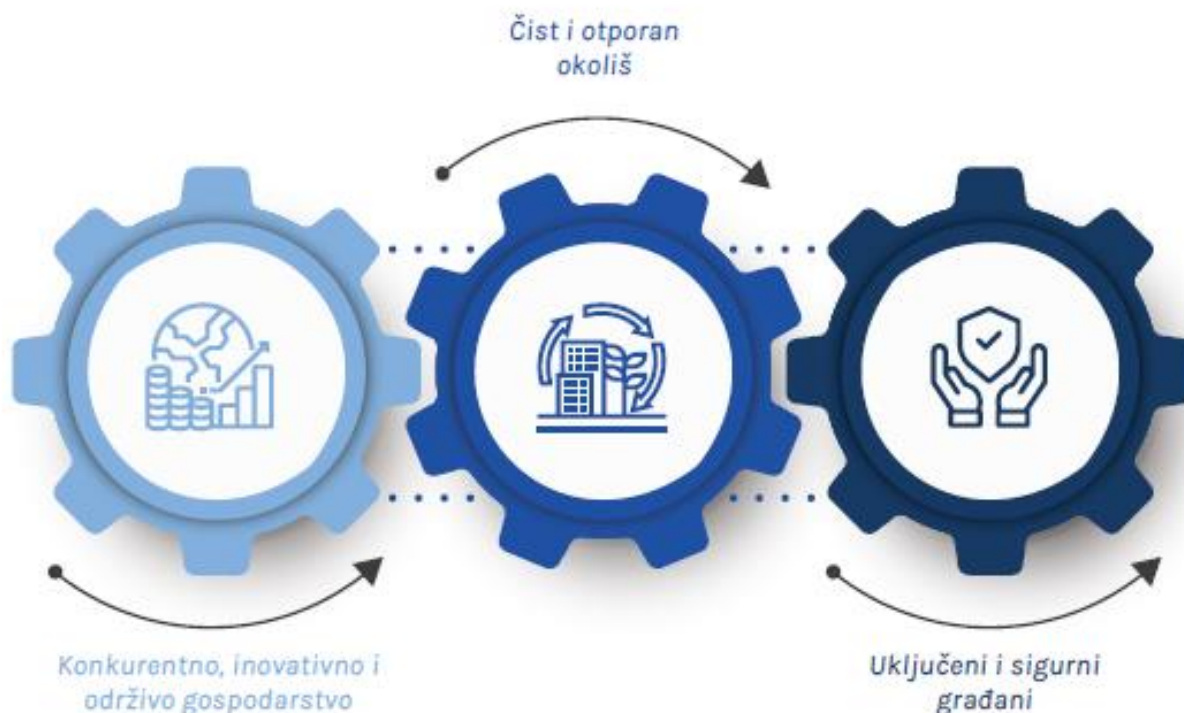 Čist i otporan
okoliš
Konkurentno, inovativno i
održivo gospodarstvo
Uključeni i sigurni
građani